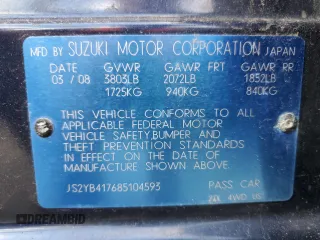 MFD BY SUZUKI MOTOR CORPORATION JAPAN
DATE GVWR GAWR FRT GAWR RR
03 / 08 3803LB 2072LB 1852LB
1725KG 940KG 840KG
THIS VEHICLE CONFORMS TO ALL
APPLICABLE FEDERAL MOTOR
VEHICLE SAFETY,BUMPER AND
THEFT PREVENTION STANDARDS
IN EFFECT ON THE DATE OF
MANUFACTURE SHOWN ABOVE
JS2YB417685104593 PASS CAR
4WD
DREAMBID